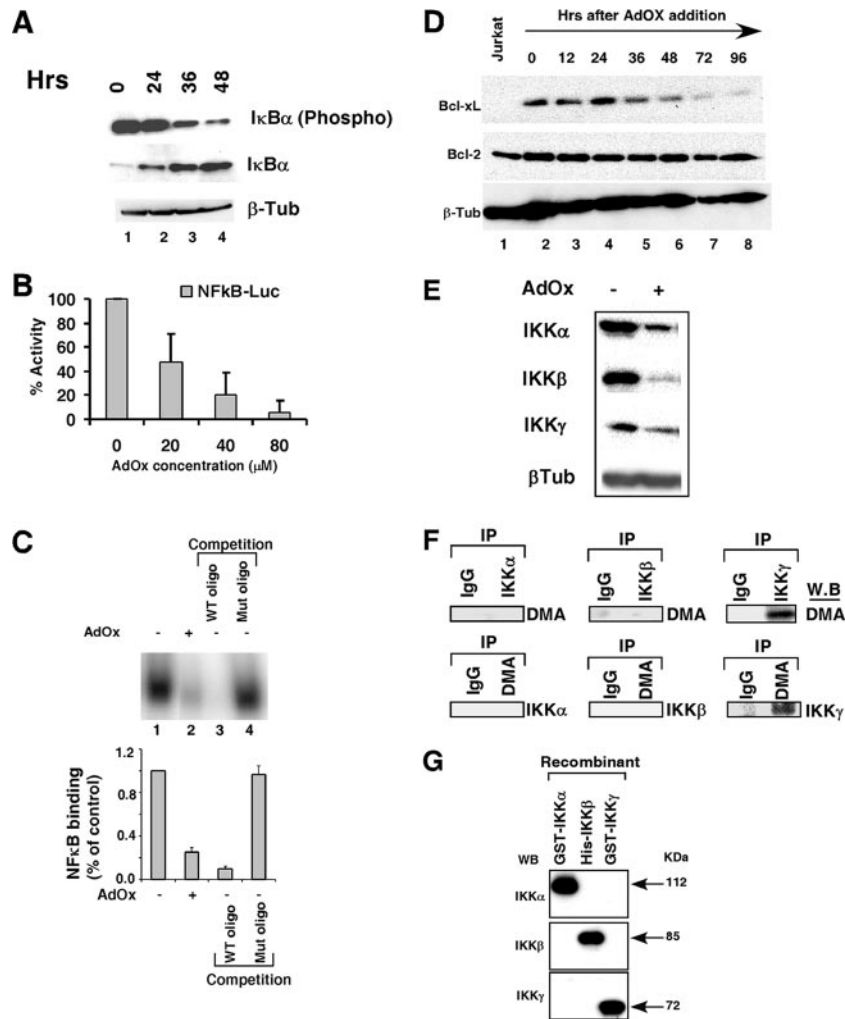 A
Hrs
0 24 36 48
IκBα (Phospho)
IκBα
β-Tub
1 2 3 4
B
NFkB-Luc
% Activity
100
80
60
40
20
0
0 20 40 80
AdOx concentration (μM)
C
Competition
WT oligo
Mut oligo
AdOx - + - -
1 2 3 4
NFκB binding
(% of control)
1.2
0.8
0.4
0.0
AdOx - + - -
WT oligo
Mut oligo
Competition
D
Hrs after AdOX addition
Jurkat
0 12 24 36 48 72 96
Bcl-xL
Bcl-2
β-Tub
1 2 3 4 5 6 7 8
E
AdOx - +
IKKα
IKKβ
IKKγ
βTub
F
IP IP IP
IgG IKKα IgG IKKβ IgG IKKγ W.B
DMA DMA DMA
IP IP IP
IgG DMA IgG DMA IgG DMA
IKKα IKKβ IKKγ
G
Recombinant
GST-IKKα
His-IKKβ
GST-IKKγ
WB KDa
IKKα 112
IKKβ 85
IKKγ 72